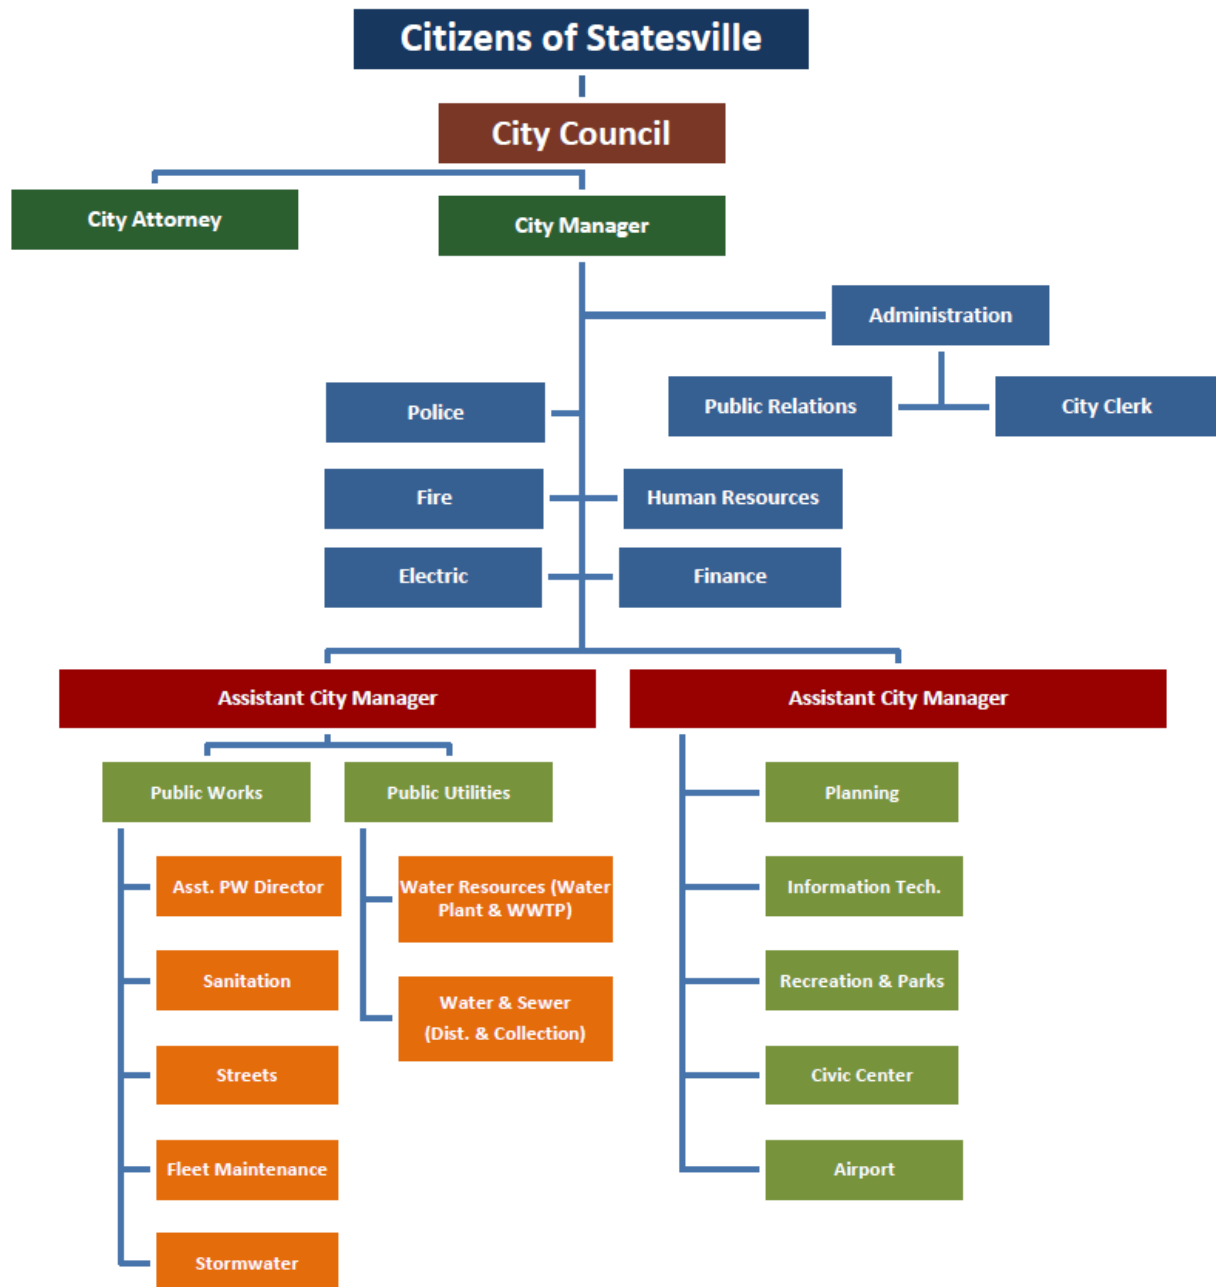 Citizens of Statesville
City Council
City Attorney
City Manager
Administration
Public Relations
City Clerk
Police
Fire
Human Resources
Electric
Finance
Assistant City Manager
Assistant City Manager
Public Works
Public Utilities
Planning
Asst. PW Director
Water Resources (Water
Plant & WWTP)
Information Tech.
Sanitation
Water & Sewer
(Dist. & Collection)
Recreation & Parks
Streets
Civic Center
Fleet Maintenance
Airport
Stormwater